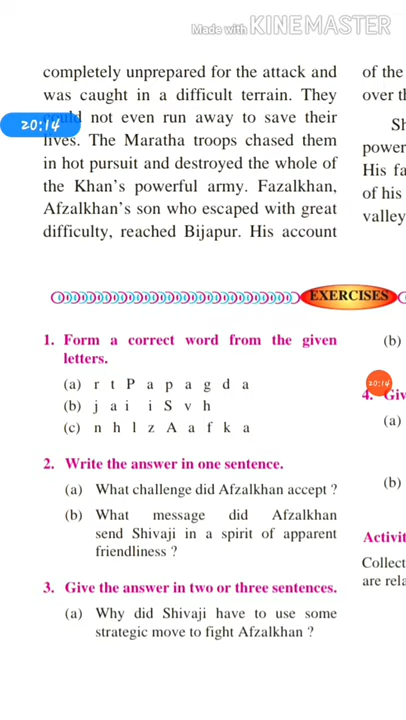 Made with KINEMASTER
completely unprepared for the attack and
was caught in a difficult terrain. They
20:14 not even run away to save their
lives. The Maratha troops chased them
in hot pursuit and destroyed the whole of
the Khan's powerful army. Fazalkhan,
Afzalkhan's son who escaped with great
difficulty, reached Bijapur. His account
EXERCISES
1. Form a correct word from the given
letters.
(a) r t P a p a g d a
(b) j a i i S v h
(c) n h l z A a f k a
2. Write the answer in one sentence.
(a) What challenge did Afzalkhan accept ?
(b) What message did Afzalkhan
send Shivaji in a spirit of apparent
friendliness ?
3. Give the answer in two or three sentences.
(a) Why did Shivaji have to use some
strategic move to fight Afzalkhan ?
of the
over
power
His
of his
valley
(b)
20:14
4.
(a)
(b)
Collect
are